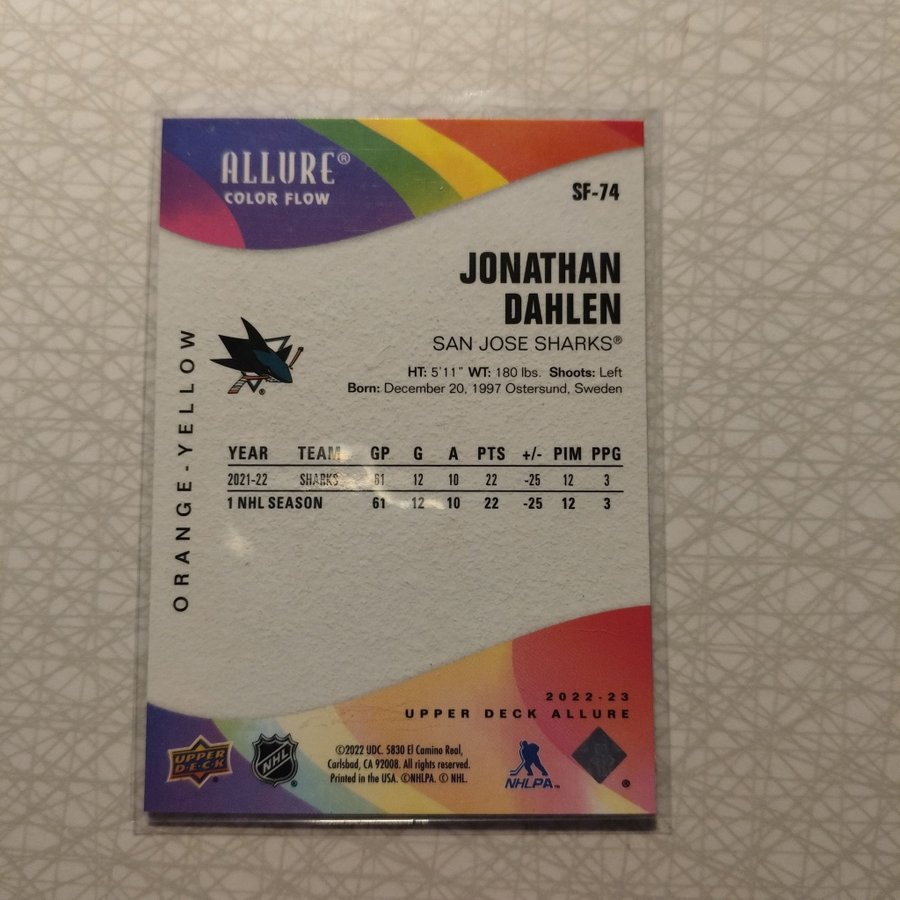 ALLURE®
COLOR FLOW
SF-74
JONATHAN
DAHLEN
SAN JOSE SHARKS®
HT: 5'11" WT: 180 lbs. Shoots: Left
Born: December 20, 1997 Ostersund, Sweden
ORANGE-YELLOW
YEAR TEAM GP G A PTS +/- PIM PPG
2021-22 SHARKS 61 12 10 22 -25 12 3
1 NHL SEASON 61 12 10 22 -25 12 3
2022-23
UPPER DECK ALLURE
UPPER
D·E·C·K
NHL
©2022 UDC. 5830 El Camino Real,
Carlsbad, CA 92008. All rights reserved.
Printed in the USA. ©NHLPA. © NHL.
NHLPA™